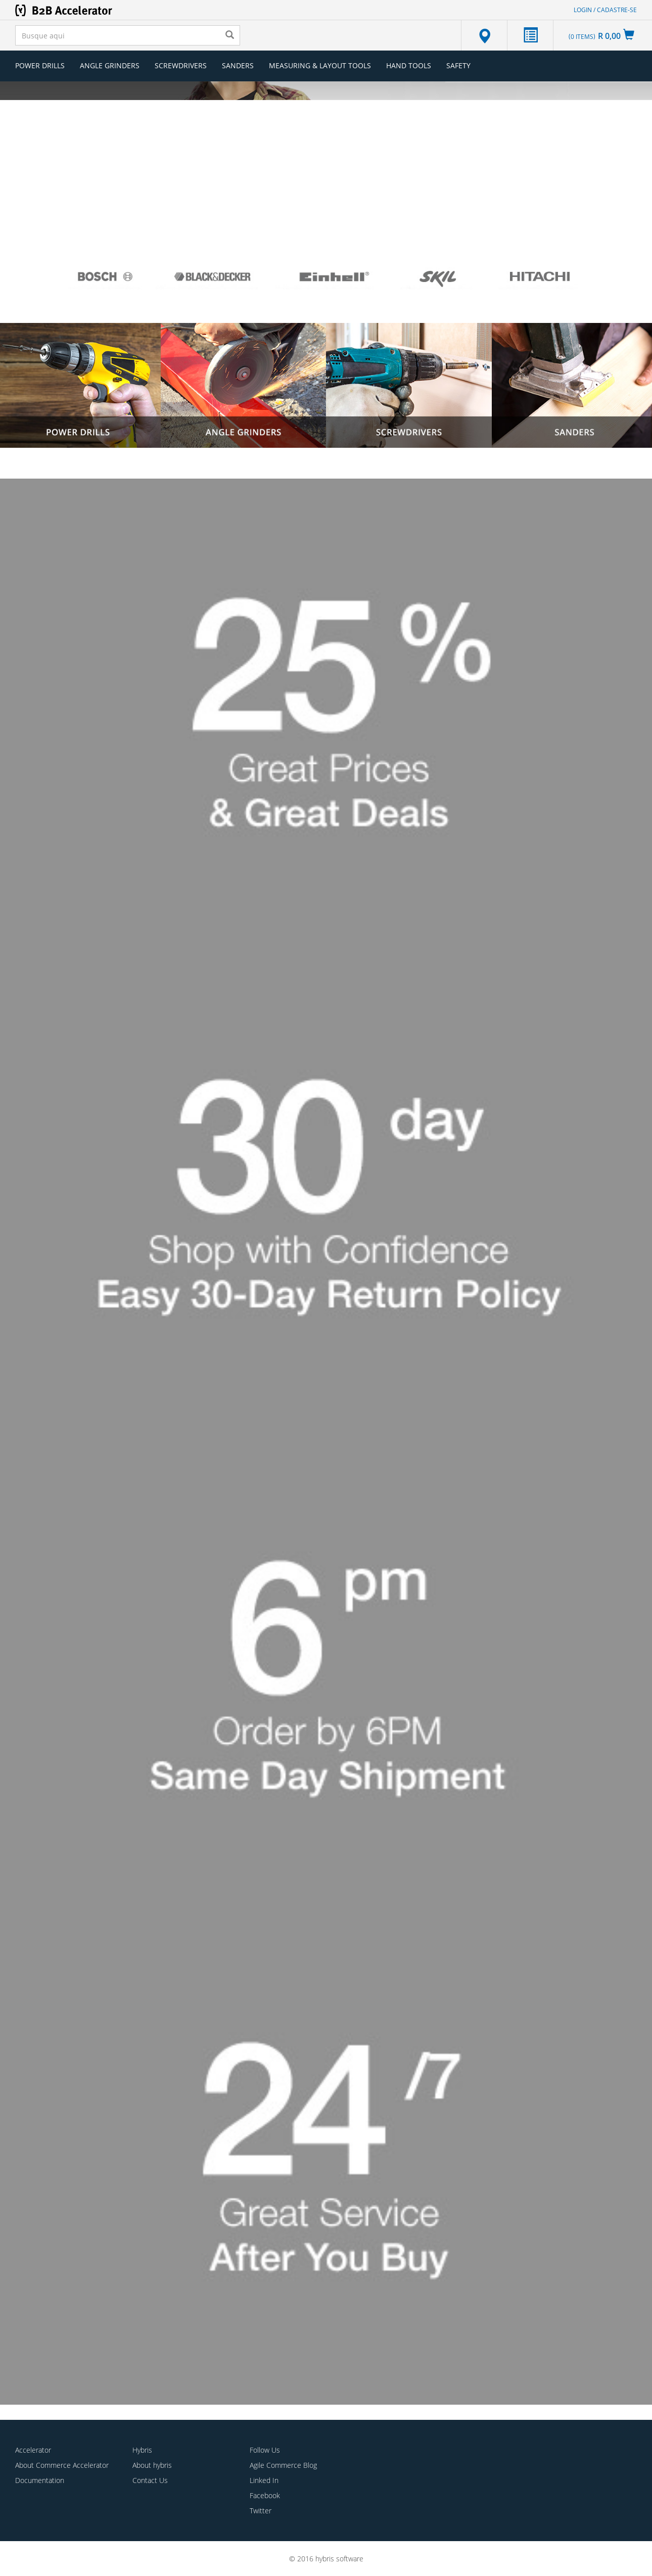 B2B Accelerator
LOGIN / CADASTRE-SE
Busque aqui
(0 ITEMS) R 0,00
POWER DRILLS ANGLE GRINDERS SCREWDRIVERS SANDERS MEASURING & LAYOUT TOOLS HAND TOOLS SAFETY
BOSCH BLACK&DECKER Einhell® SKIL HITACHI
POWER DRILLS ANGLE GRINDERS SCREWDRIVERS SANDERS
25%
Great Prices
& Great Deals
30 day
Shop with Confidence
Easy 30-Day Return Policy
6 pm
Order by 6PM
Same Day Shipment
24/7
Great Service
After You Buy
Accelerator
About Commerce Accelerator
Documentation
Hybris
About hybris
Contact Us
Follow Us
Agile Commerce Blog
Linked In
Facebook
Twitter
© 2016 hybris software